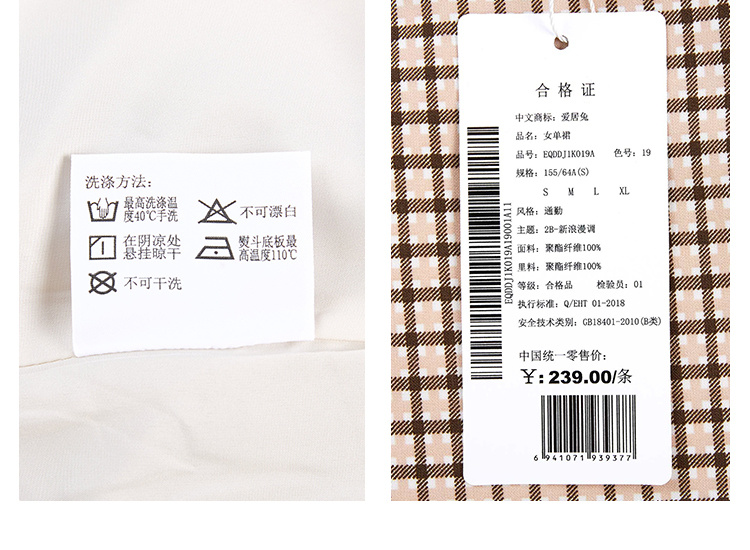 洗涤方法：
最高洗涤温
度40℃手洗
不可漂白
在阴凉处
悬挂晾干
熨斗底板最
高温度110℃
不可干洗
合格证
中文商标: 爱居兔
品名: 女单裙
品号: EQDDJ1K019A 色号: 19
规格: 155/64A(S)
S M L XL
风格: 通勤
主题: 2B-新浪漫调
面料: 聚酯纤维100%
里料: 聚酯纤维100%
等级: 合格品 检验员: 01
执行标准: Q/EHT 01-2018
安全技术类别: GB18401-2010(B类)
中国统一零售价:
¥: 239.00/条
EQDDJ1K019A19001A11
6 941071 939377